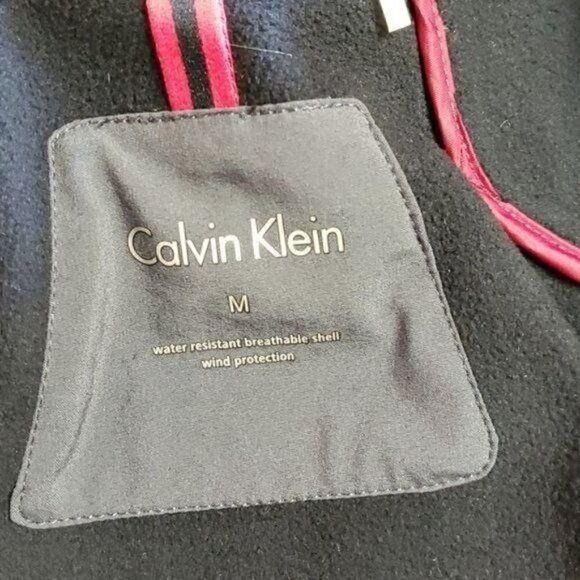 Calvin Klein
M
water resistant breathable shell
wind protection